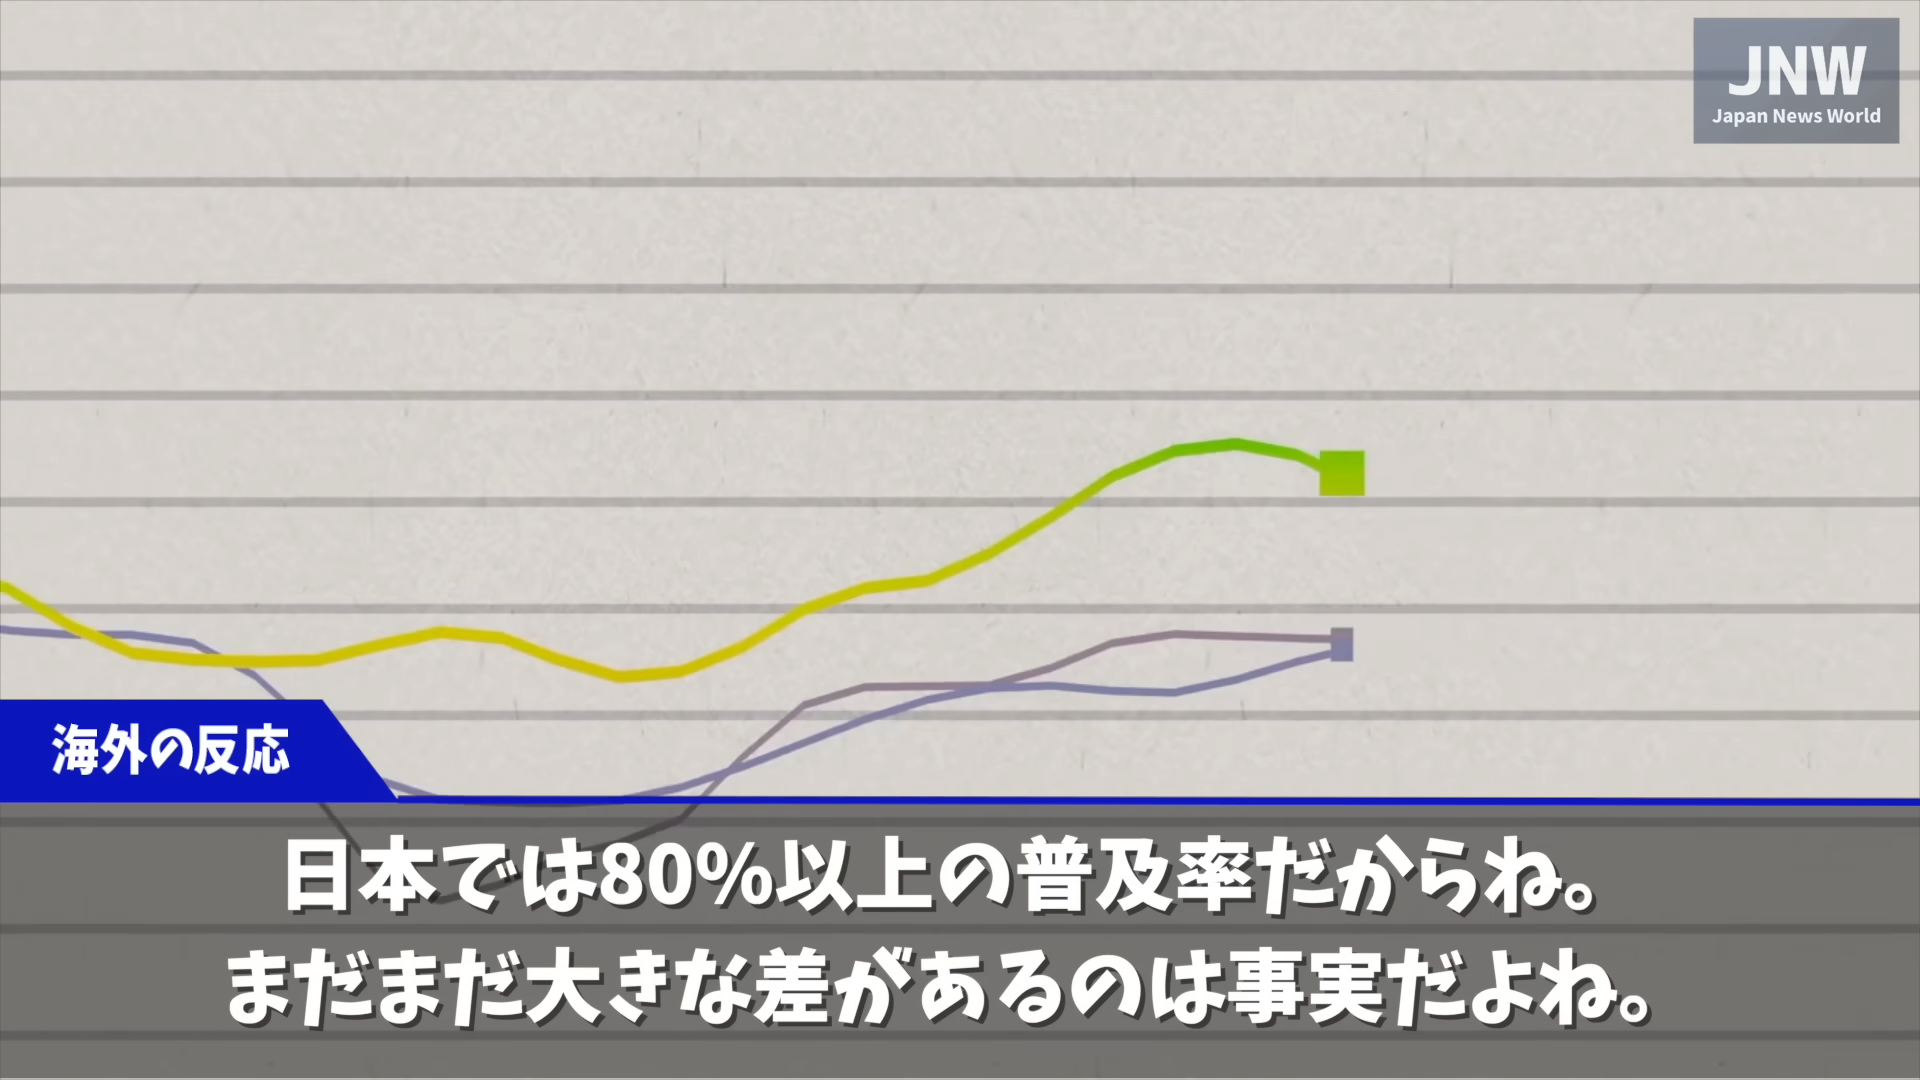 JNW
Japan News World
海外の反応
日本では80%以上の普及率だからね。
まだまだ大きな差があるのは事実だよね。